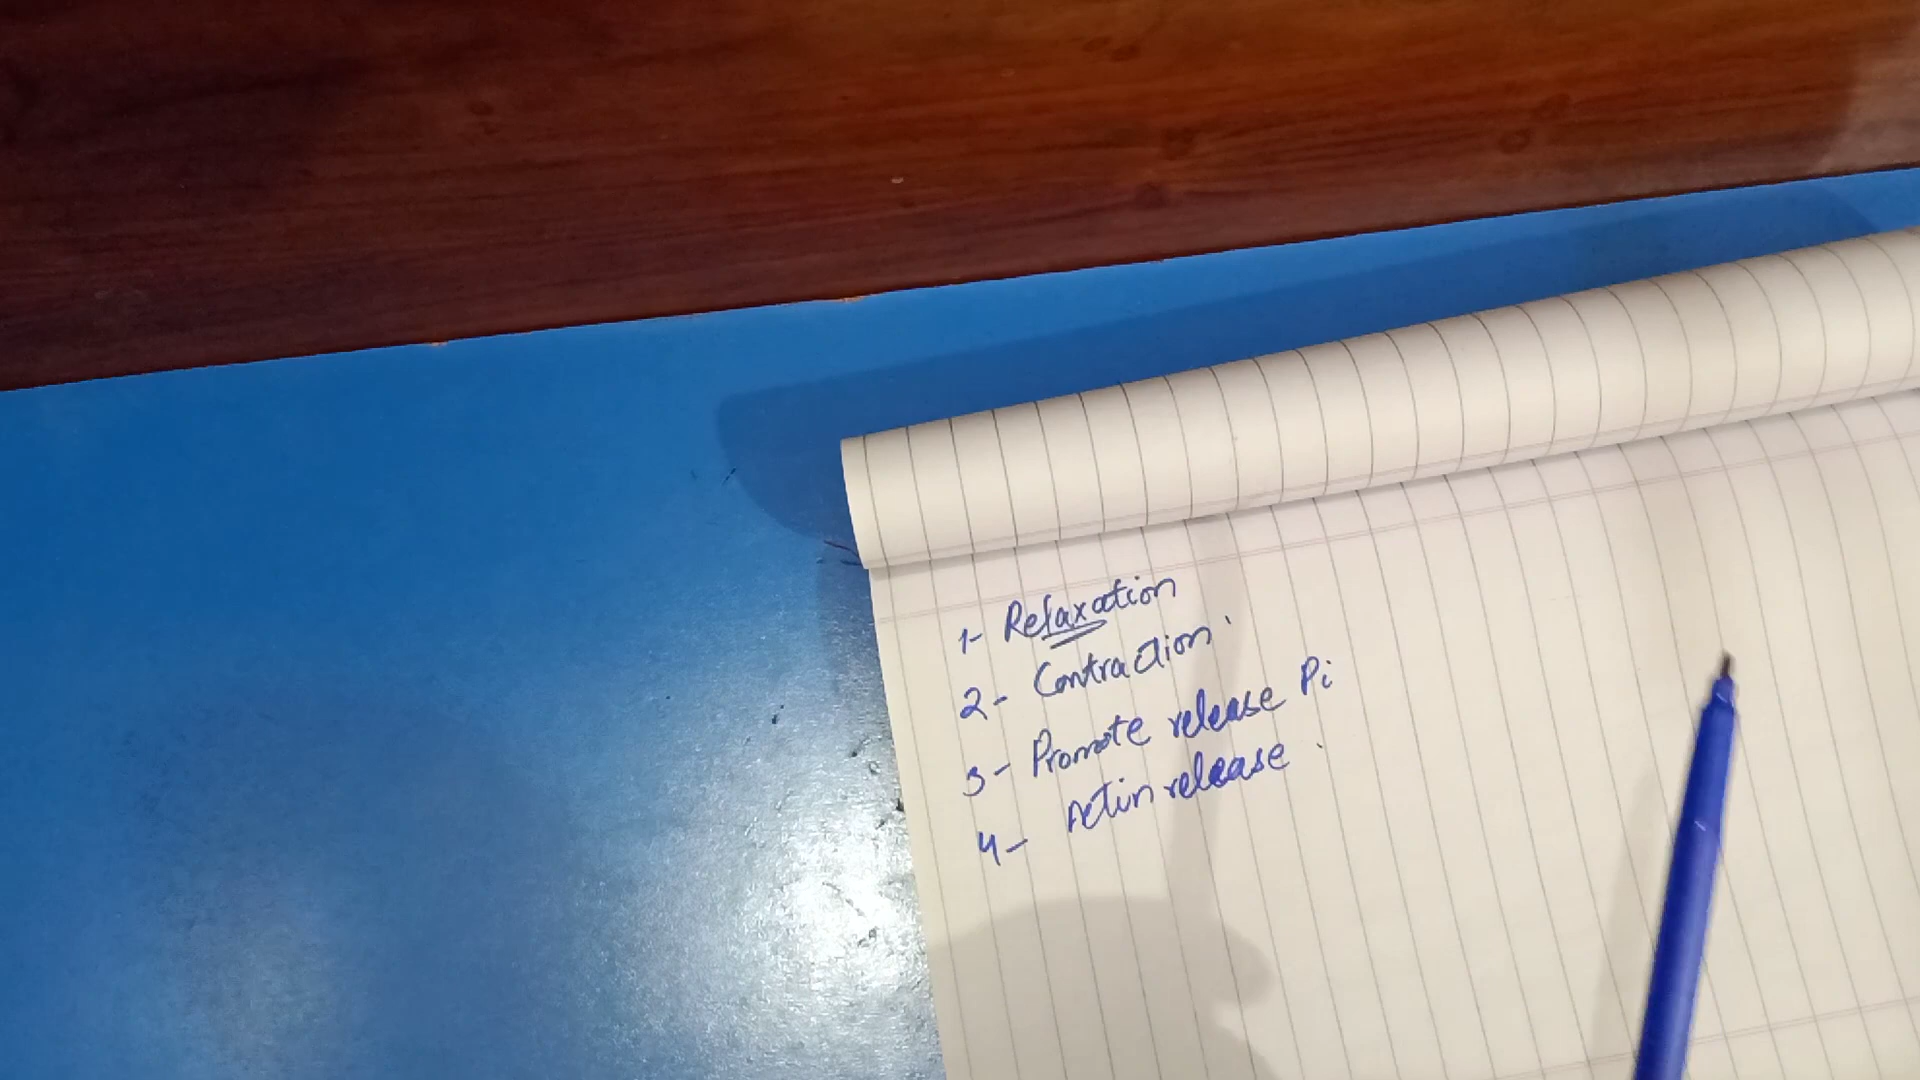 1- Relaxation
2- Contraction.
3- Promote release Pi
4- Actin release.